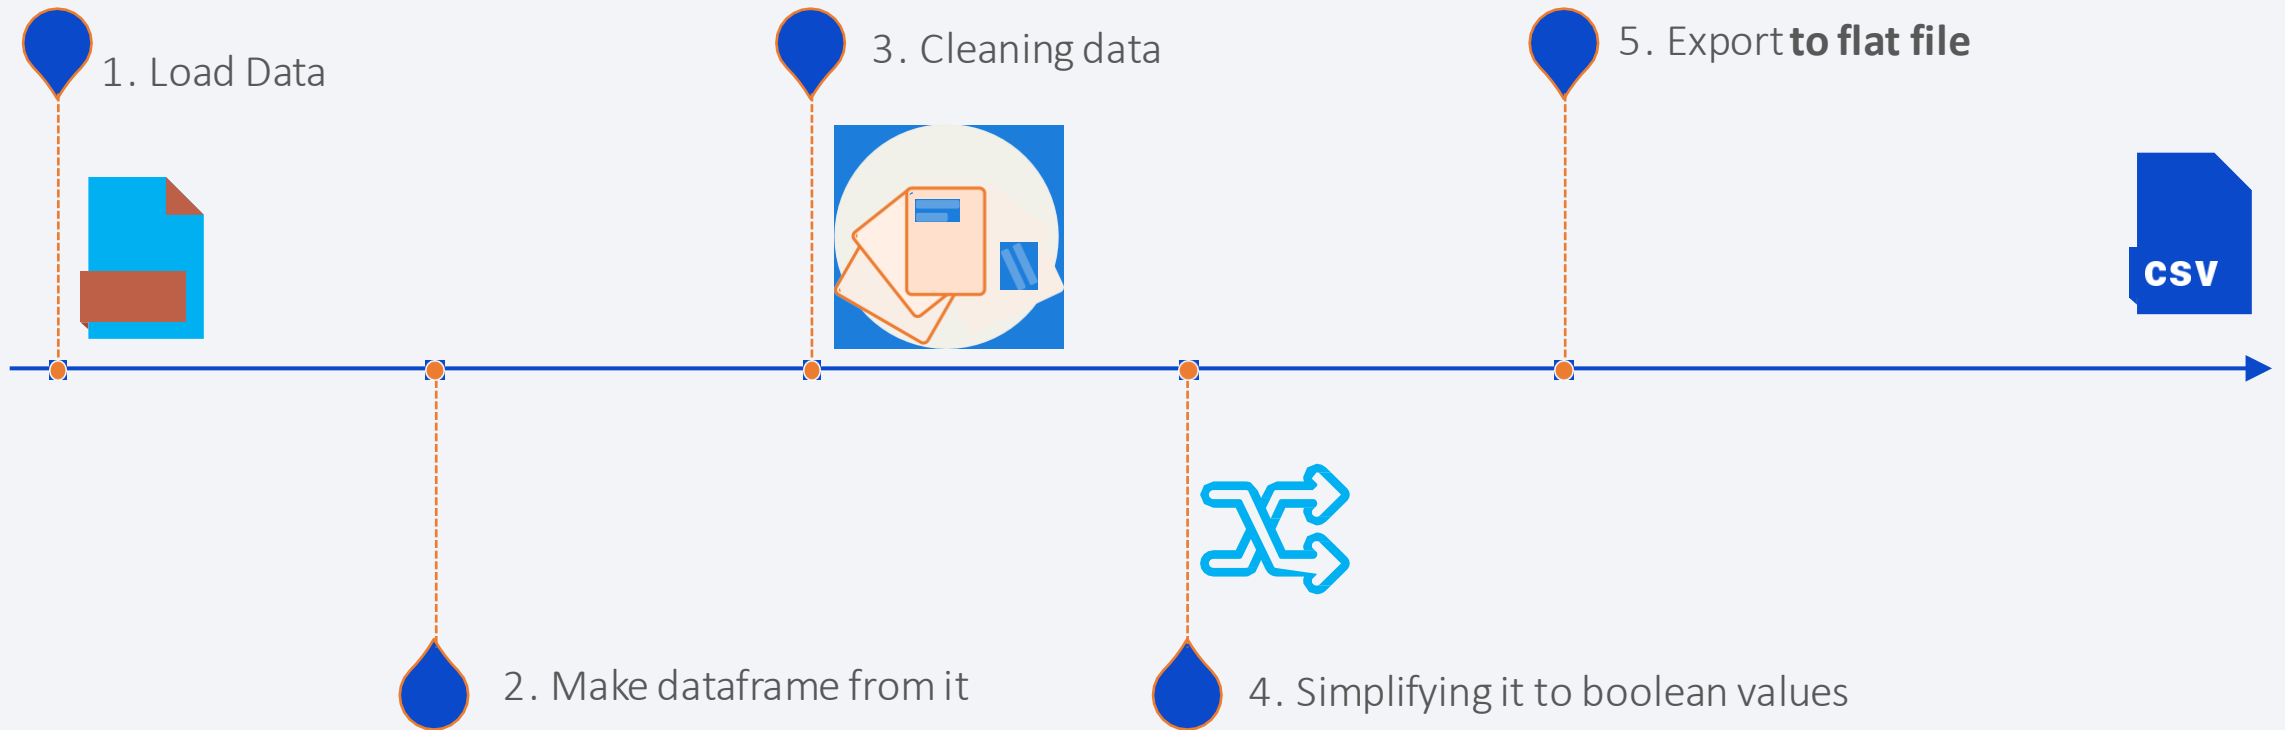 1. Load Data
2. Make dataframe from it
3. Cleaning data
4. Simplifying it to boolean values
5. Export to flat file
csv